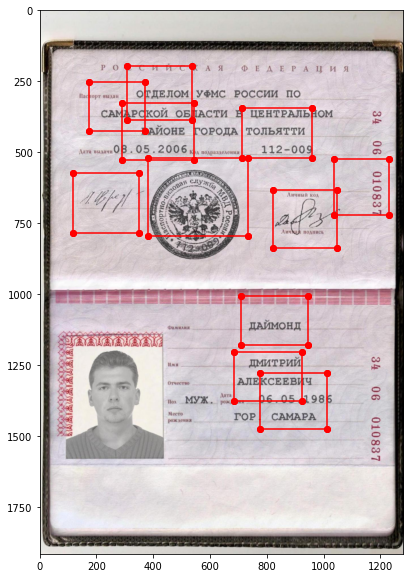 0
РОССИЙСКАЯ ФЕДЕРАЦИЯ
250
Паспорт выдан ОТДЕЛОМ УФМС РОССИИ ПО
САМАРСКОЙ ОБЛАСТИ В ЦЕНТРАЛЬНОМ
РАЙОНЕ ГОРОДА ТОЛЬЯТТИ
34 06 010837
500
Дата выдачи 08.05.2006 Код подразделения 112-009
Личный код
750
Личная подпись
112-009
1000
Фамилия ДАЙМОНД
1250
Имя ДМИТРИЙ
Отчество АЛЕКСЕЕВИЧ
Пол МУЖ. Дата рождения 06.05.1986
Место рождения ГОР САМАРА
34 06 010837
1500
1750
0 200 400 600 800 1000 1200